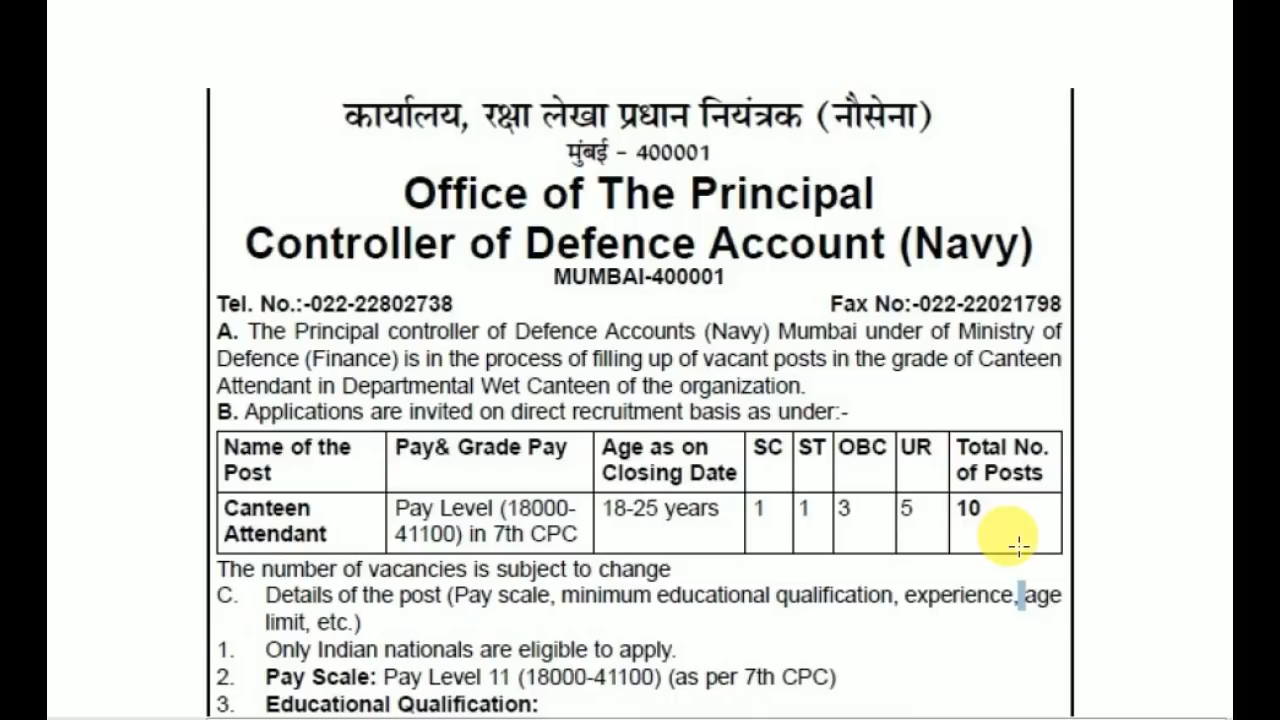 कार्यालय, रक्षा लेखा प्रधान नियंत्रक (नौसेना)
मुंबई - 400001
Office of The Principal
Controller of Defence Account (Navy)
MUMBAI-400001
Tel. No.:-022-22802738 Fax No:-022-22021798
A. The Principal controller of Defence Accounts (Navy) Mumbai under of Ministry of
Defence (Finance) is in the process of filling up of vacant posts in the grade of Canteen
Attendant in Departmental Wet Canteen of the organization.
B. Applications are invited on direct recruitment basis as under:-
Name of the Post Pay& Grade Pay Age as on Closing Date SC ST OBC UR Total No. of Posts
Canteen Attendant Pay Level (18000-41100) in 7th CPC 18-25 years 1 1 3 5 10
The number of vacancies is subject to change
C. Details of the post (Pay scale, minimum educational qualification, experience, age
limit, etc.)
1. Only Indian nationals are eligible to apply.
2. Pay Scale: Pay Level 11 (18000-41100) (as per 7th CPC)
3. Educational Qualification: